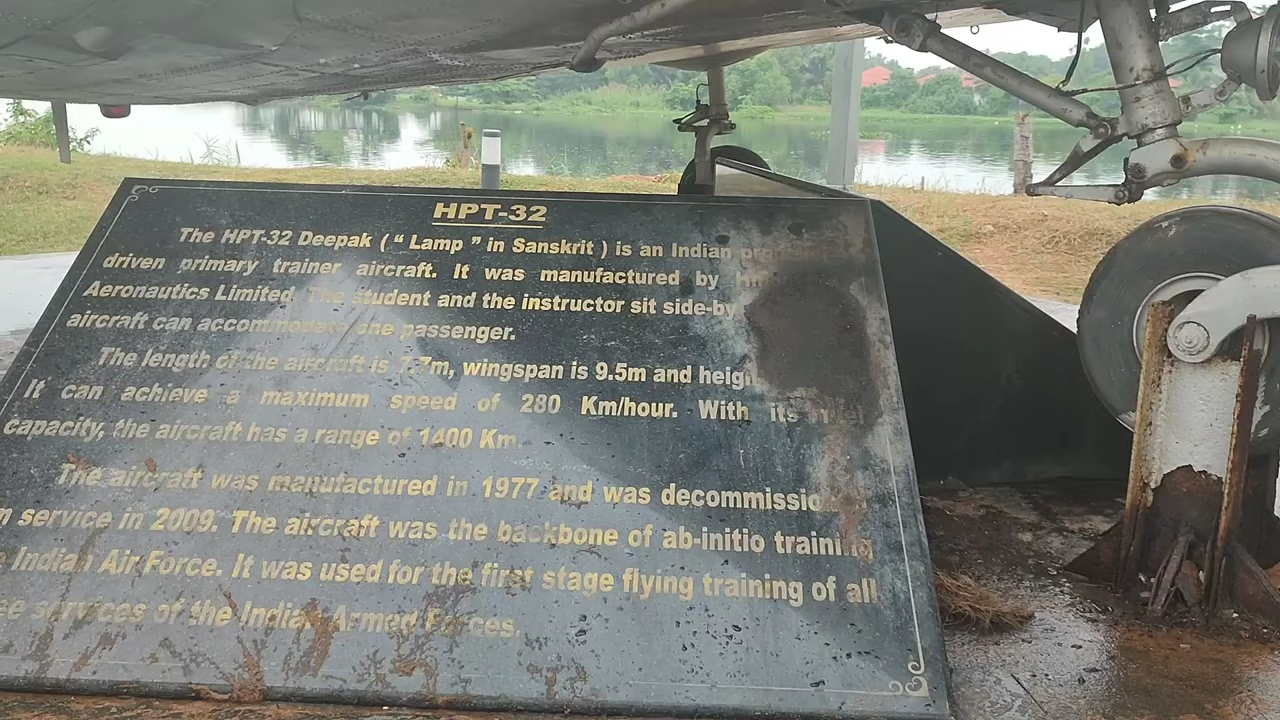 HPT-32
The HPT-32 Deepak ( “ Lamp ” in Sanskrit ) is an Indian
driven primary trainer aircraft. It was manufactured by
Aeronautics Limited. The student and the instructor sit side-by
aircraft can accommodate one passenger.
The length of the aircraft is 7.7m, wingspan is 9.5m and
It can achieve a maximum speed of 280 Km/hour. With its
capacity, the aircraft has a range of 1400 Km
The aircraft was manufactured in 1977 and was
service in 2009. The aircraft was the backbone of ab-initio training
Indian Air Force. It was used for the first stage flying training of all
services of the Indian Armed Forces.